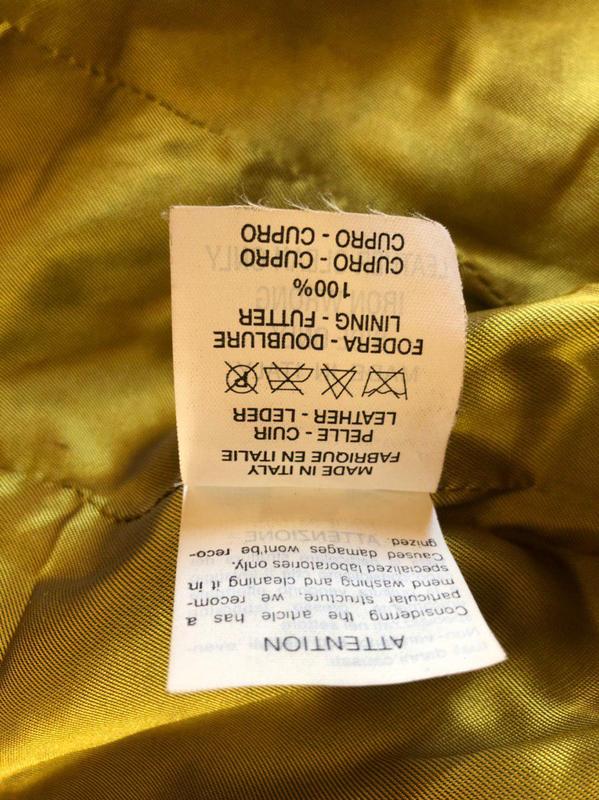 ATTENTION
Considering the article has a
particular structure, we recom-
mend washing and cleaning it in
specialized laboratories only.
Caused damages wont'be reco-
gnized.
ATTENZIONE
MADE IN ITALY
FABRIQUE EN ITALIE
PELLE - CUIR
LEATHER - LEDER
R
FODERA - DOUBLURE
LINING - FUTTER
100%
CUPRO - CUPRO
CUPRO - CUPRO